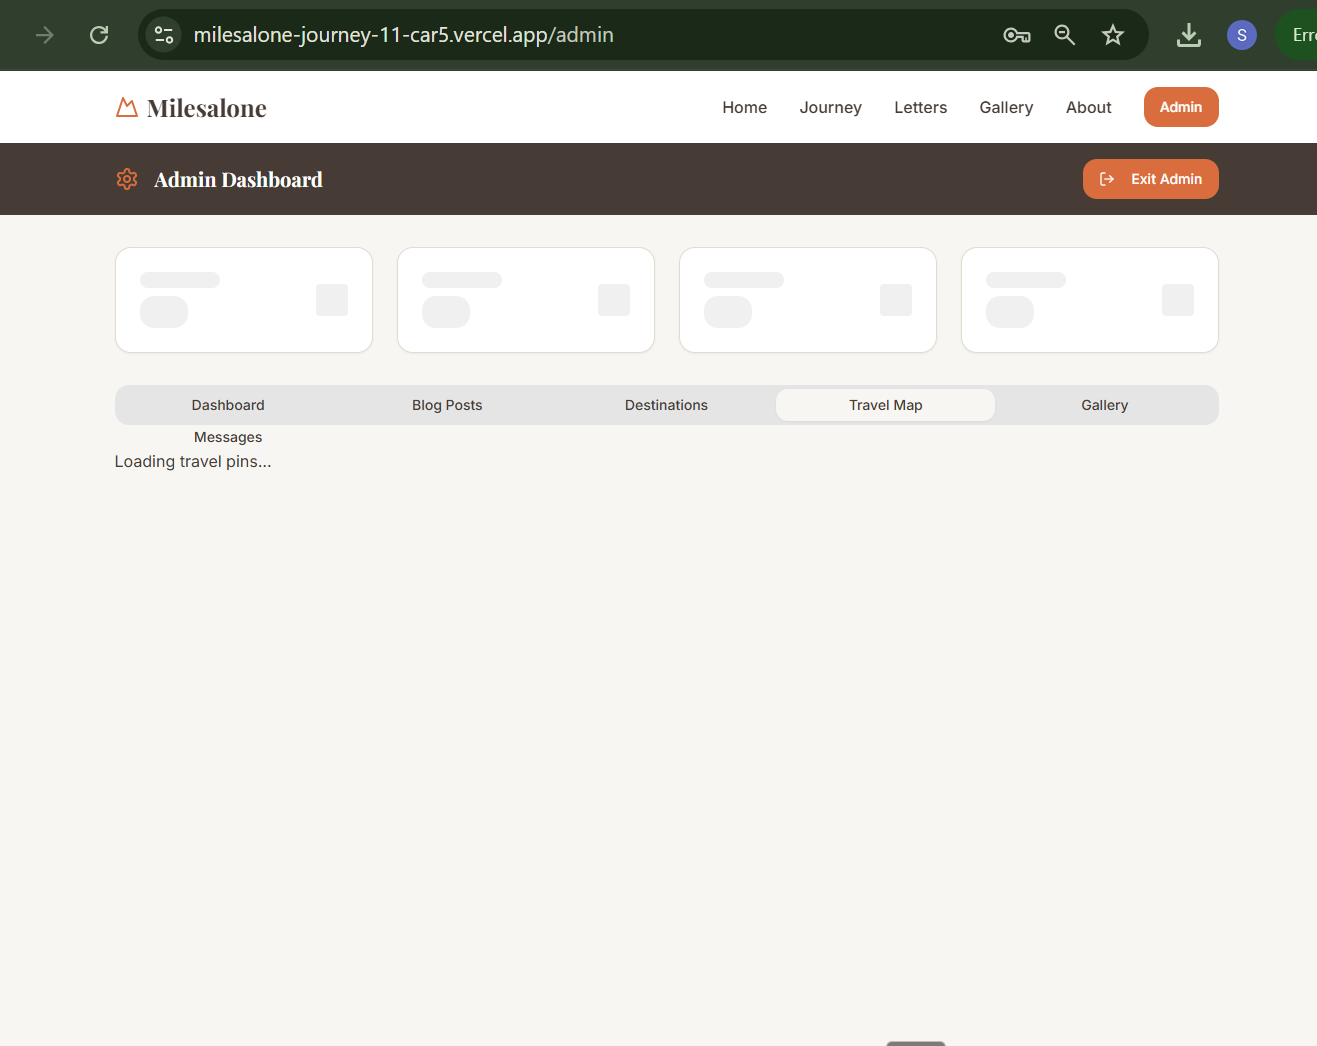 milesalone-journey-11-car5.vercel.app/admin
S
Milesalone
Home Journey Letters Gallery About Admin
Admin Dashboard
Exit Admin
Dashboard Blog Posts Destinations Travel Map Gallery
Messages
Loading travel pins...